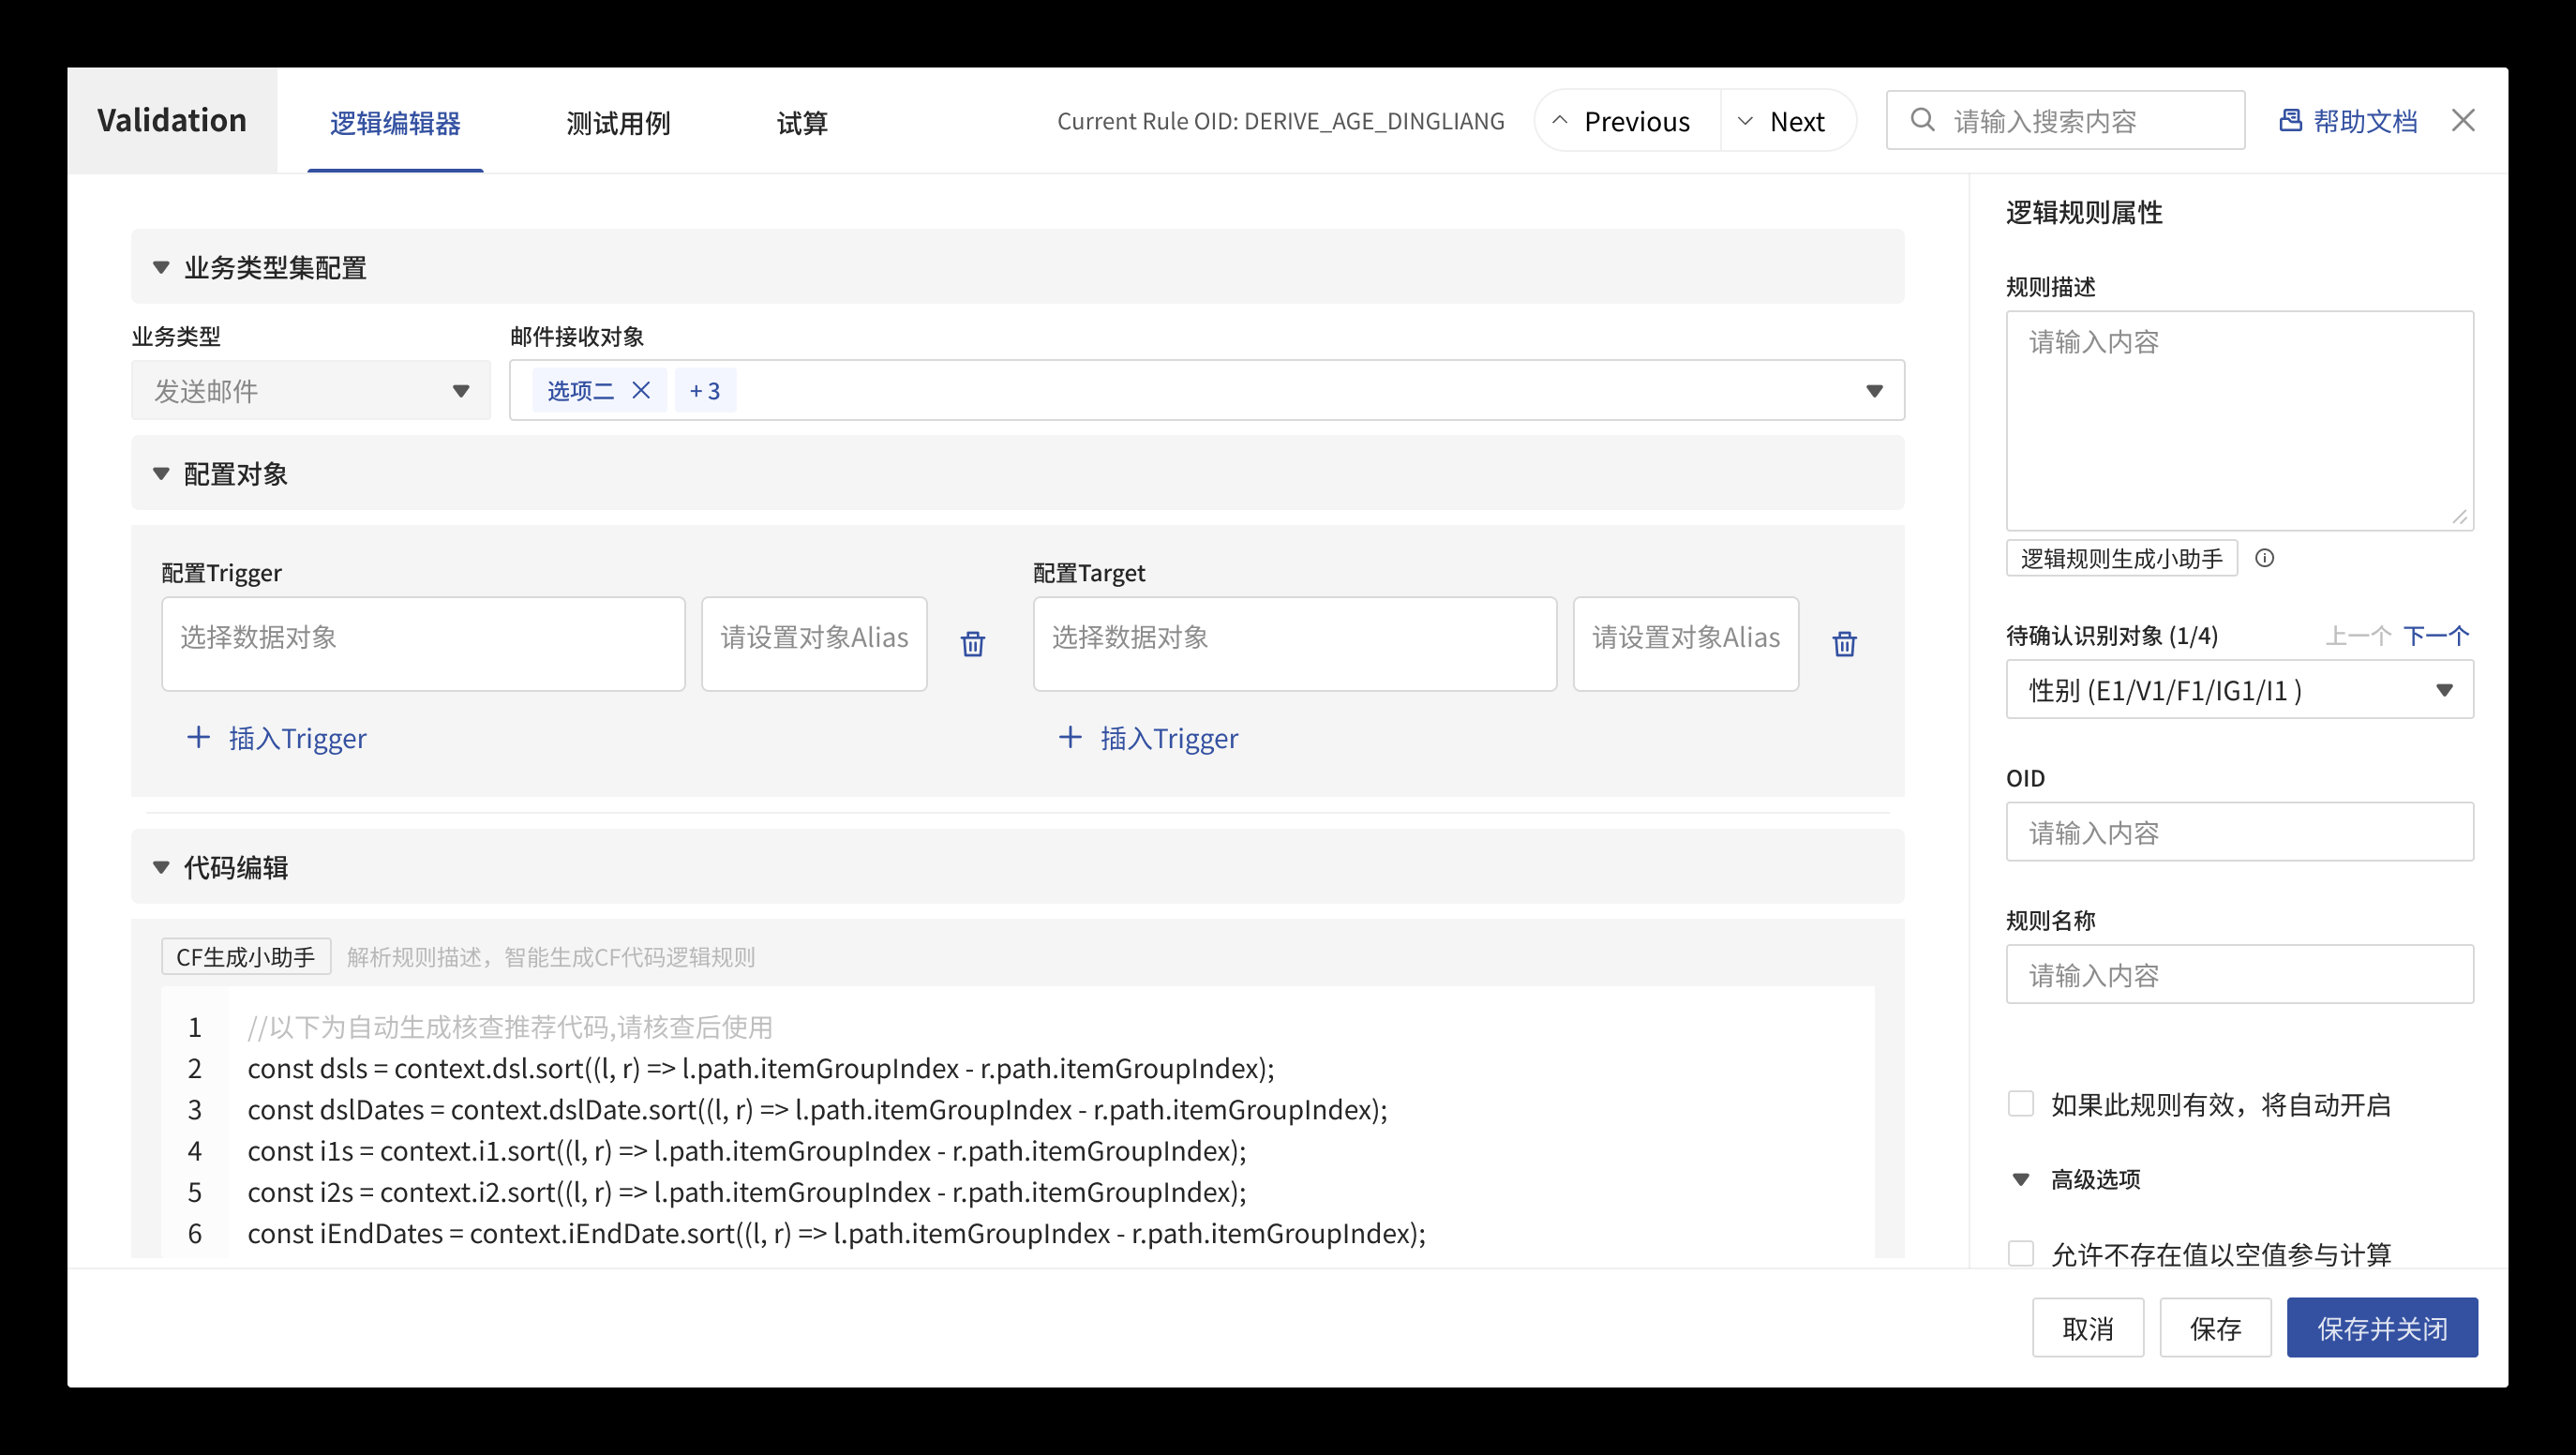 Validation
逻辑编辑器
测试用例
试算
Current Rule OID: DERIVE_AGE_DINGLIANG
Previous
Next
请输入搜索内容
帮助文档
业务类型集配置
业务类型
邮件接收对象
发送邮件
选项二
+ 3
配置对象
配置Trigger
选择数据对象
请设置对象Alias
插入Trigger
配置Target
选择数据对象
请设置对象Alias
插入Trigger
代码编辑
CF生成小助手
解析规则描述，智能生成CF代码逻辑规则
1 //以下为自动生成核查推荐代码,请核查后使用
2 const dsls = context.dsl.sort((l, r) => l.path.itemGroupIndex - r.path.itemGroupIndex);
3 const dslDates = context.dslDate.sort((l, r) => l.path.itemGroupIndex - r.path.itemGroupIndex);
4 const i1s = context.i1.sort((l, r) => l.path.itemGroupIndex - r.path.itemGroupIndex);
5 const i2s = context.i2.sort((l, r) => l.path.itemGroupIndex - r.path.itemGroupIndex);
6 const iEndDates = context.iEndDate.sort((l, r) => l.path.itemGroupIndex - r.path.itemGroupIndex);
逻辑规则属性
规则描述
请输入内容
逻辑规则生成小助手
待确认识别对象 (1/4)
上一个
下一个
性别 (E1/V1/F1/IG1/I1 )
OID
请输入内容
规则名称
请输入内容
如果此规则有效，将自动开启
高级选项
允许不存在值以空值参与计算
取消
保存
保存并关闭